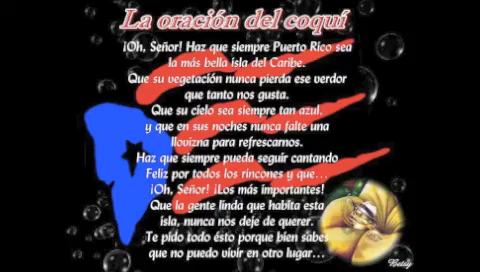 La oración del coquí
¡Oh, Señor! Haz que siempre Puerto Rico sea
la más bella isla del Caribe.
Que su vegetación nunca pierda ese verdor
que tanto nos gusta.
Que su cielo sea siempre tan azul.
y que en sus noches nunca falte una
llovizna para refrescarnos.
Haz que siempre pueda seguir cantando
Feliz por todos los rincones y que...
¡Oh, Señor! ¡Los más importantes!
Que la gente linda que habita esta
isla, nunca nos deje de querer.
Te pido todo ésto porque bien sabes
que no puedo vivir en otro lugar...